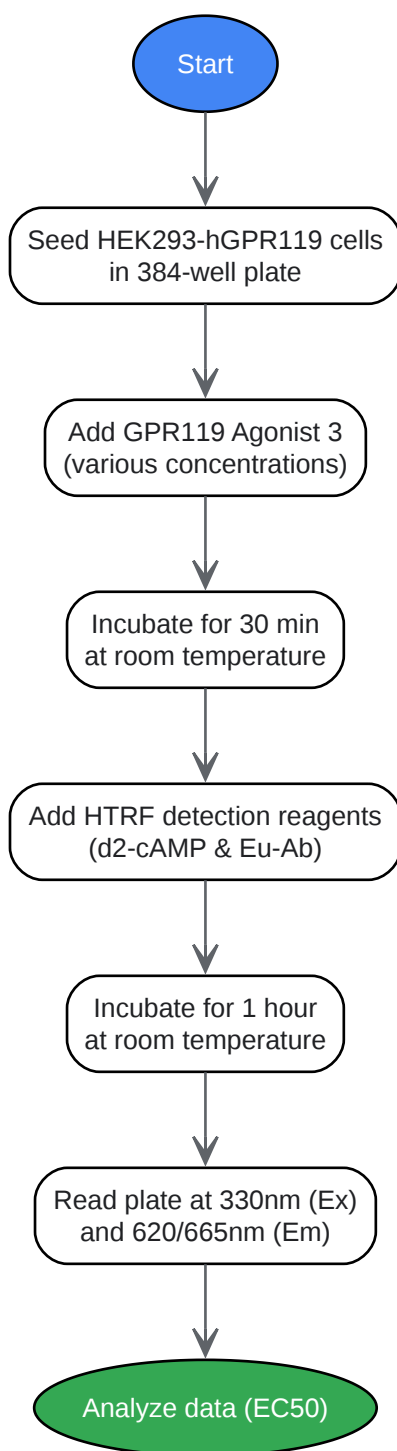 Start
Seed HEK293-hGPR119 cells
in 384-well plate
Add GPR119 Agonist 3
(various concentrations)
Incubate for 30 min
at room temperature
Add HTRF detection reagents
(d2-cAMP & Eu-Ab)
Incubate for 1 hour
at room temperature
Read plate at 330nm (Ex)
and 620/665nm (Em)
Analyze data (EC50)